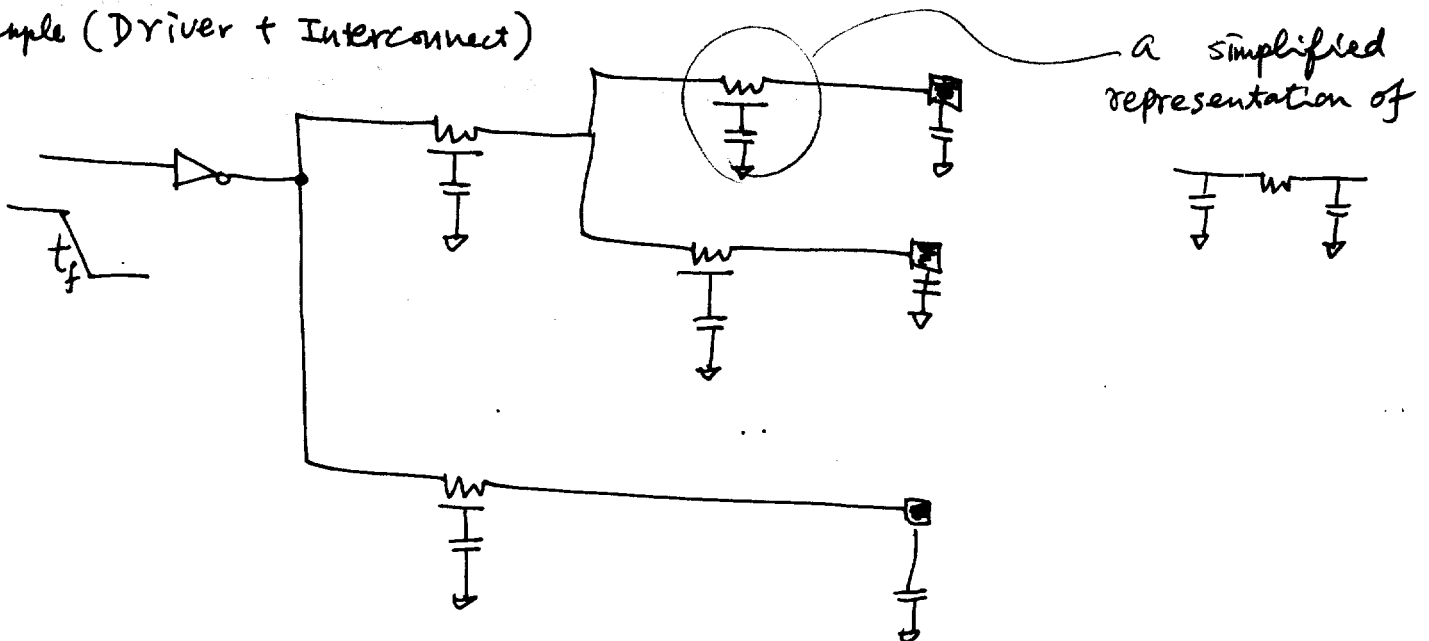 (Driver + Interconnect)
a simplified
representation of
t_f